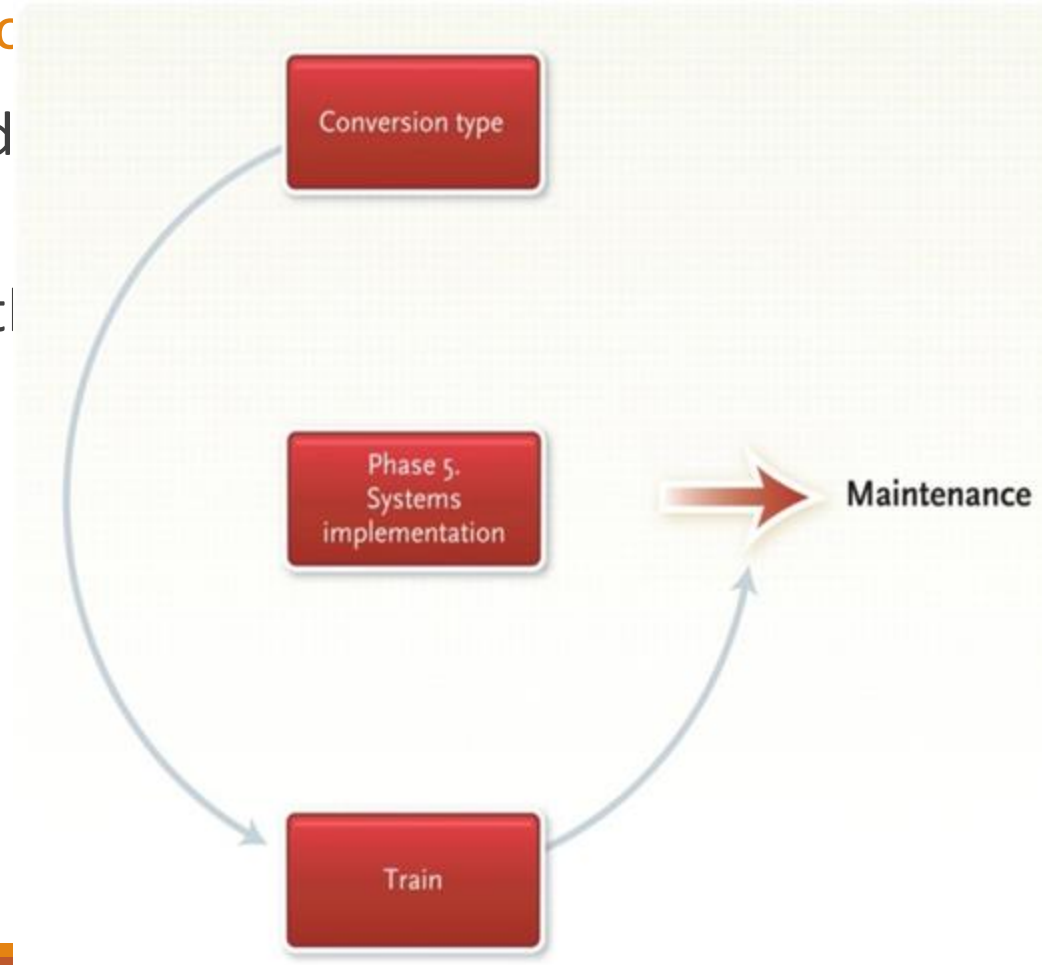 Conversion type
Phase 5.
Systems
implementation
Maintenance
Train